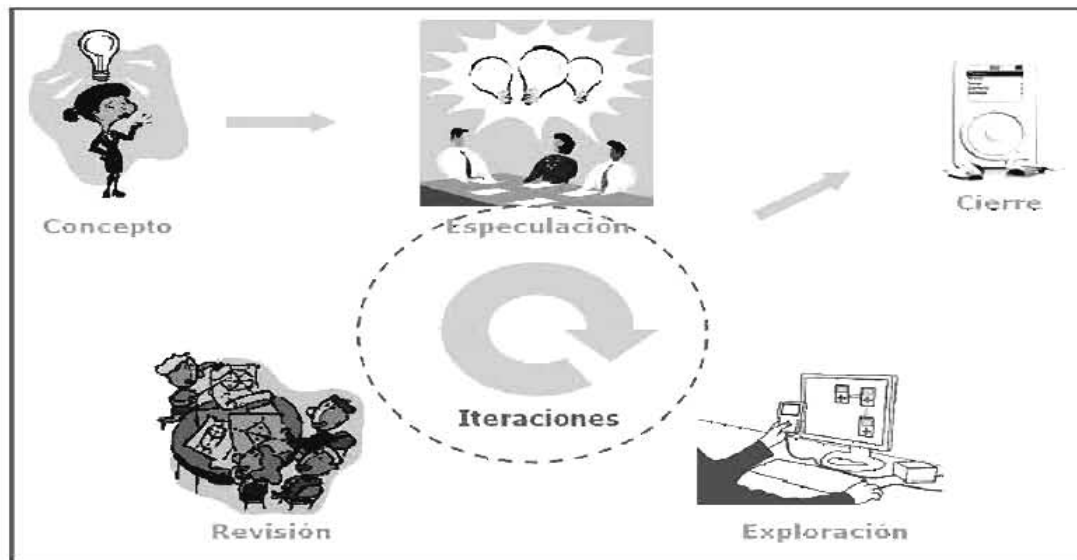 Concepto
Especulación
Cierre
Iteraciones
Revisión
Exploración